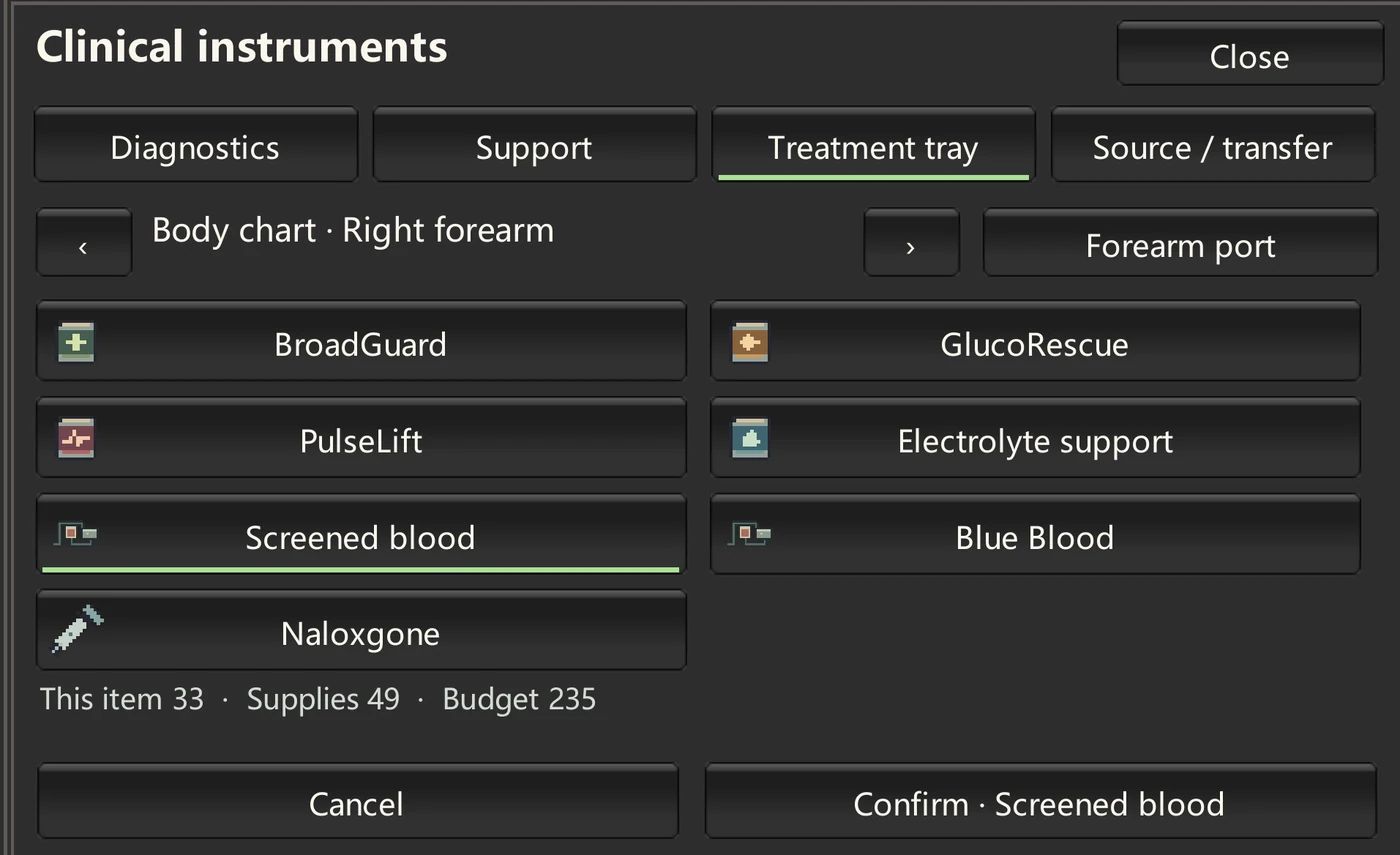 Clinical instruments
Close
Diagnostics
Support
Treatment tray
Source / transfer
‹
Body chart · Right forearm
›
Forearm port
BroadGuard
GlucoRescue
PulseLift
Electrolyte support
Screened blood
Blue Blood
Naloxgone
This item 33 · Supplies 49 · Budget 235
Cancel
Confirm · Screened blood